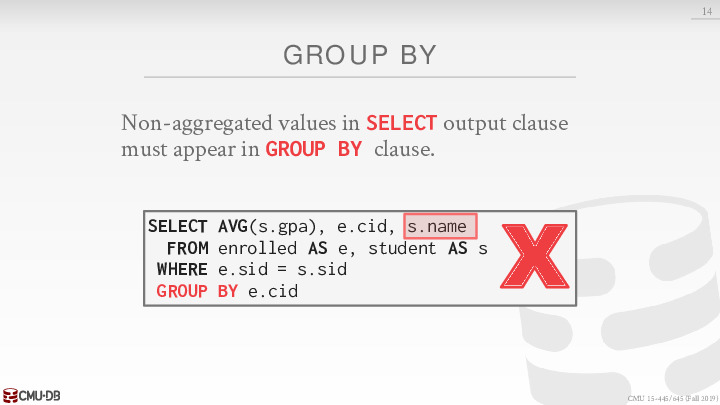 14
GROUP BY
Non-aggregated values in SELECT output clause
must appear in GROUP BY clause.
SELECT AVG(s.gpa), e.cid, s.name
FROM enrolled AS e, student AS s
WHERE e.sid = s.sid
GROUP BY e.cid
X
CMU·DB
CMU 15-445/645 (Fall 2019)